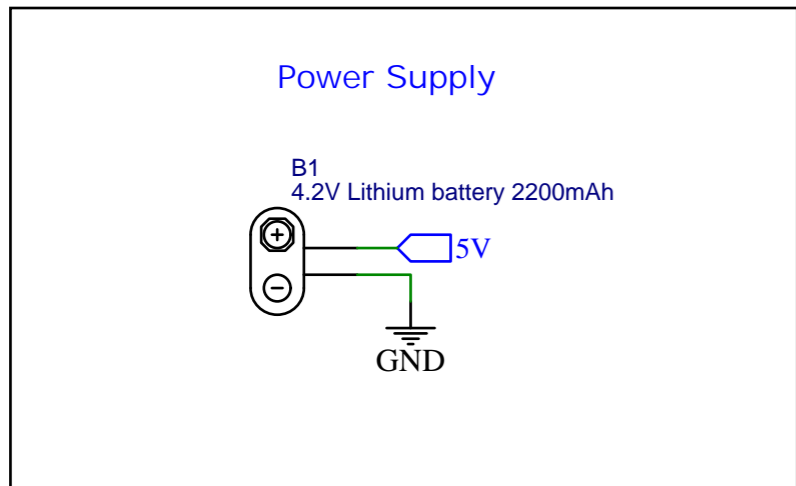 Power Supply
B1
4.2V Lithium battery 2200mAh
+
5V
−
GND